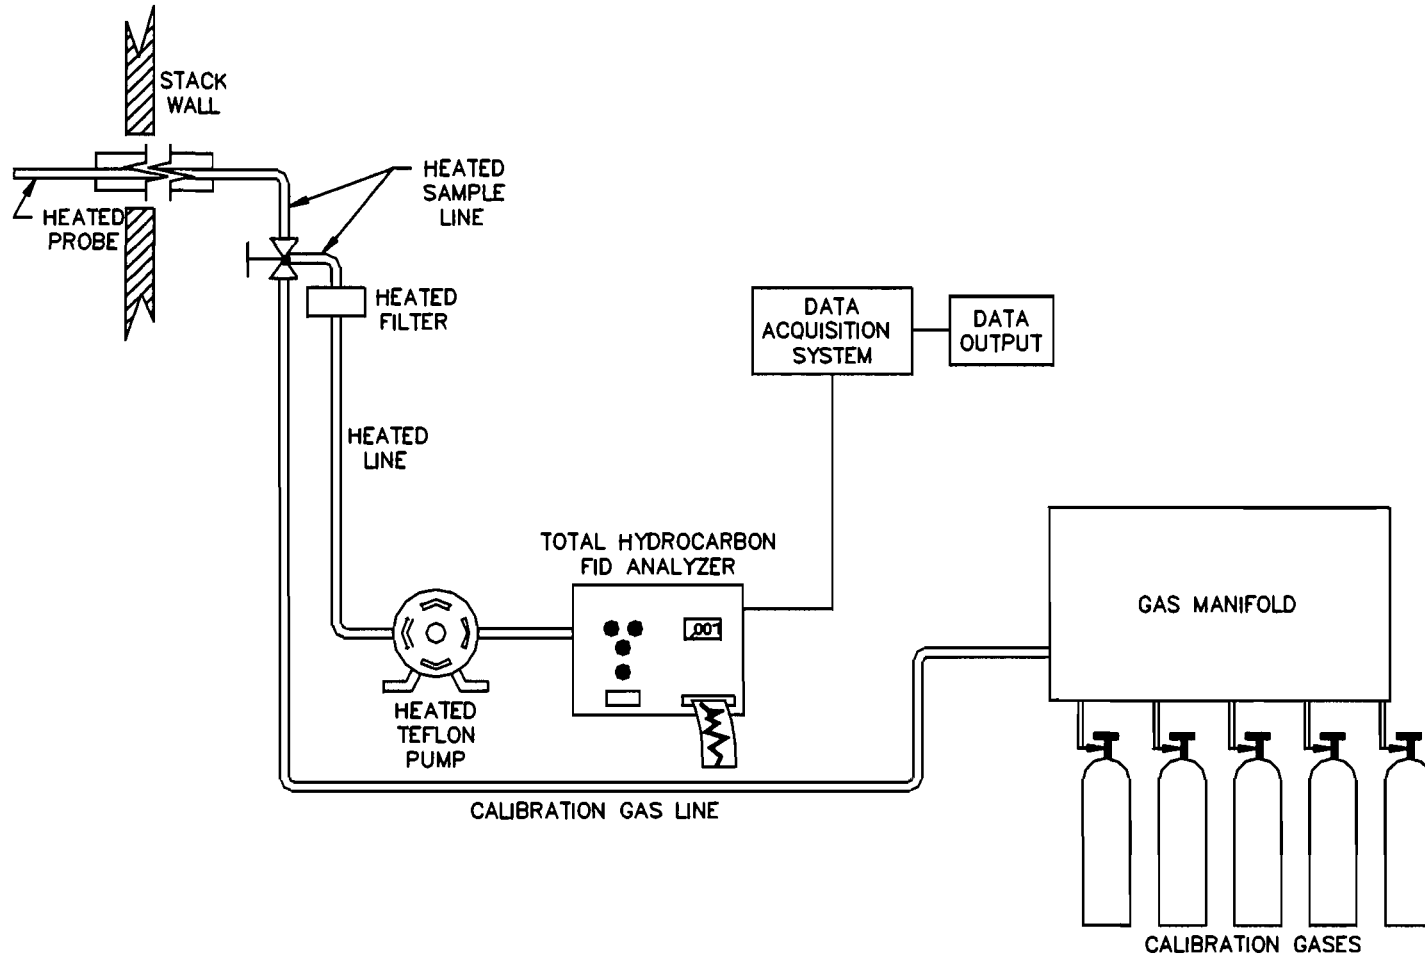 STACK
WALL
HEATED
SAMPLE
LINE
HEATED
PROBE
HEATED
FILTER
DATA
ACQUISITION
SYSTEM
DATA
OUTPUT
HEATED
LINE
TOTAL HYDROCARBON
FID ANALYZER
.001
GAS MANIFOLD
HEATED
TEFLON
PUMP
CALIBRATION GAS LINE
CALIBRATION GASES